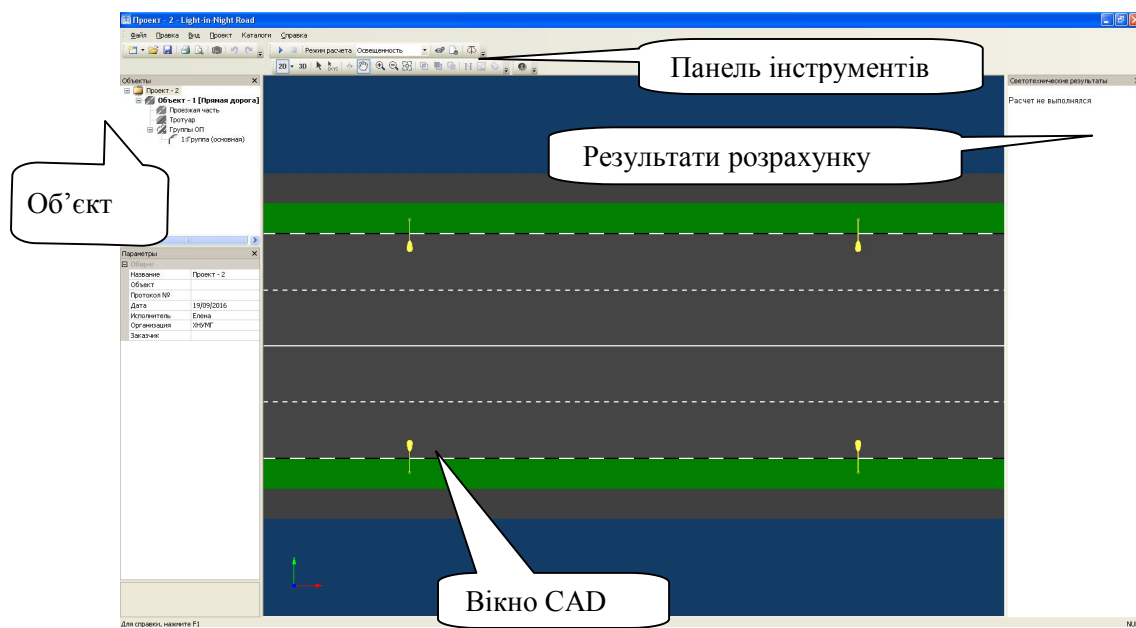 Проект - 2 - Light-in-Night Road
Файл Правка Вид Проект Каталоги Справка
Режим расчета Освещенность
2D 3D
Панель інструментів
Объекты
Проект - 2
Объект - 1 [Прямая дорога]
Проезжая часть
Тротуар
Группы ОП
1:Группа (основная)
Светотехнические результаты
Расчет не выполнялся
Результати розрахунку
Об’єкт
Параметры
Общие
Название Проект - 2
Объект
Протокол №
Дата 19/09/2016
Исполнитель Елена
Организация ХНУМГ
Заказчик
Вікно CAD
Для справки, нажмите F1